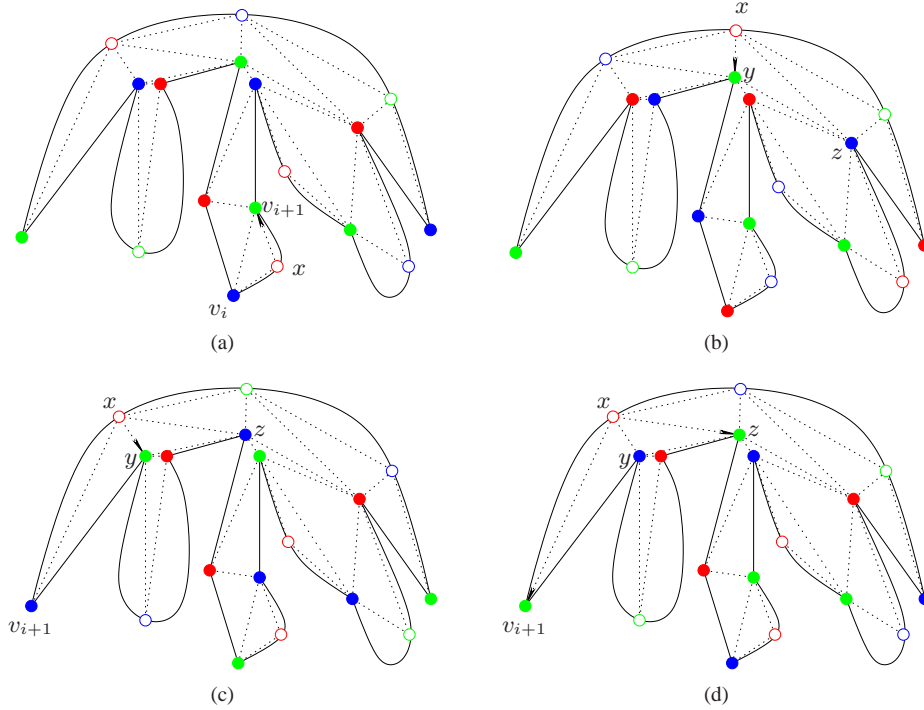 x
y
z
v_{i+1}
x
v_i
(a)
(b)
x
x
y
z
y
z
v_{i+1}
v_{i+1}
(c)
(d)